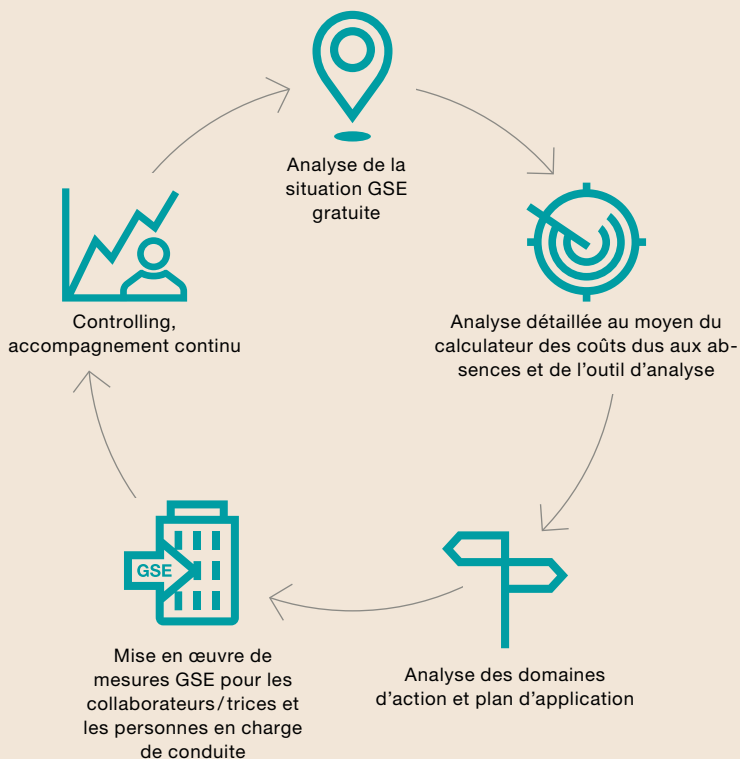 Analyse de la
situation GSE
gratuite
Analyse détaillée au moyen du
calculateur des coûts dus aux ab-
sences et de l'outil d'analyse
Analyse des domaines
d'action et plan d'application
GSE
Mise en œuvre de
mesures GSE pour les
collaborateurs/trices et
les personnes en charge
de conduite
Controlling,
accompagnement continu